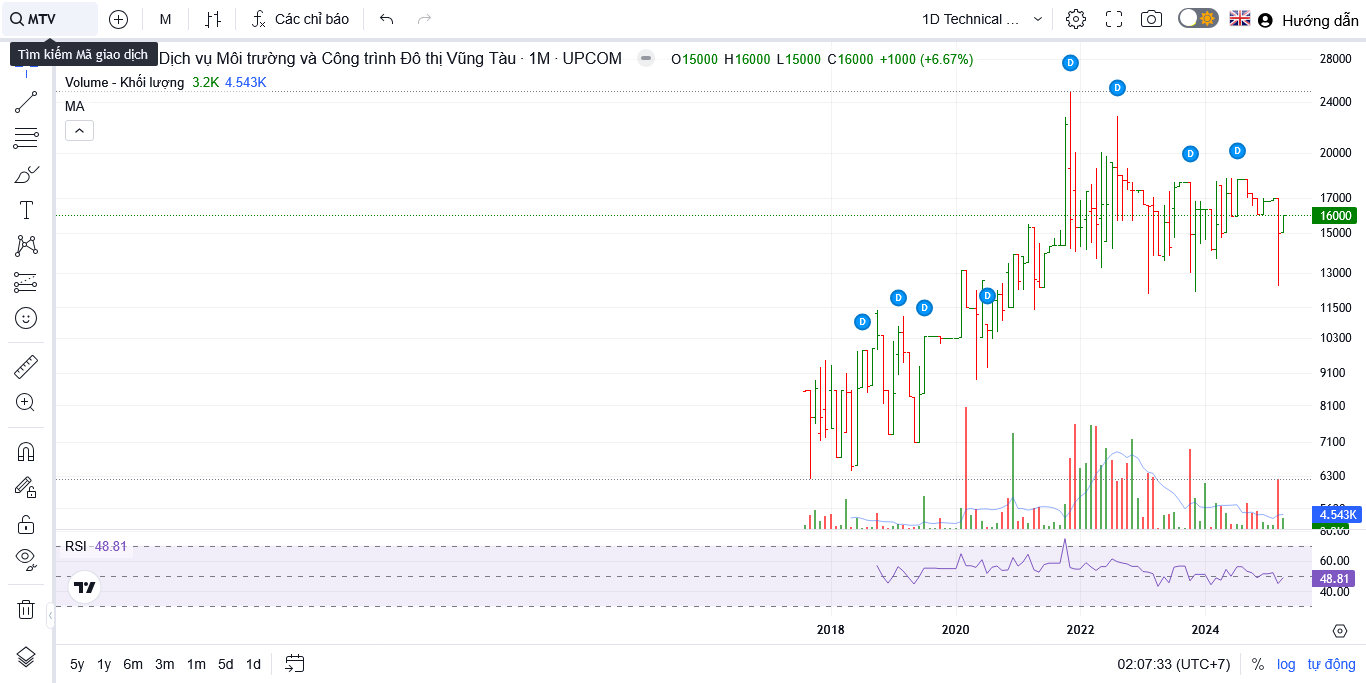 MTV
M
Các chỉ báo
1D Technical ...
Hướng dẫn
Tìm kiếm Mã giao dịch
Dịch vụ Môi trường và Công trình Đô thị Vũng Tàu · 1M · UPCOM
O15000 H16000 L15000 C16000 +1000 (+6.67%)
Volume - Khối lượng 3.2K 4.543K
MA
D
D
D
D
D
D
D
D
28000
24000
20000
17000
16000
15000
13000
11500
10300
9100
8100
7100
6300
4.543K
80.00
RSI 48.81
60.00
48.81
40.00
2018
2020
2022
2024
5y 1y 6m 3m 1m 5d 1d
02:07:33 (UTC+7)
% log tự động